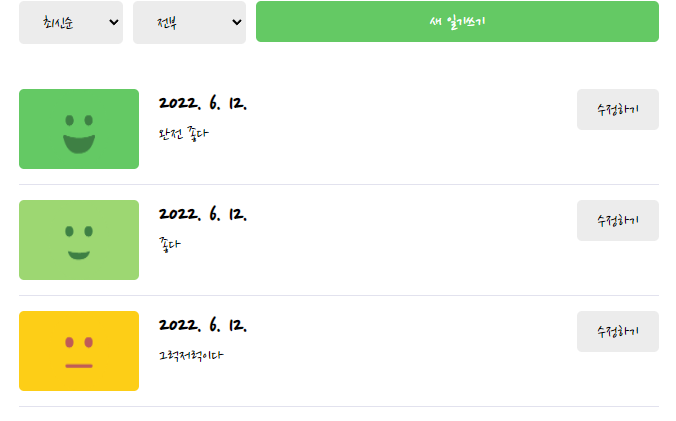 최신순 전부 새 일기쓰기
2022. 6. 12.
완전 좋다
수정하기
2022. 6. 12.
좋다
수정하기
2022. 6. 12.
그럭저럭이다
수정하기